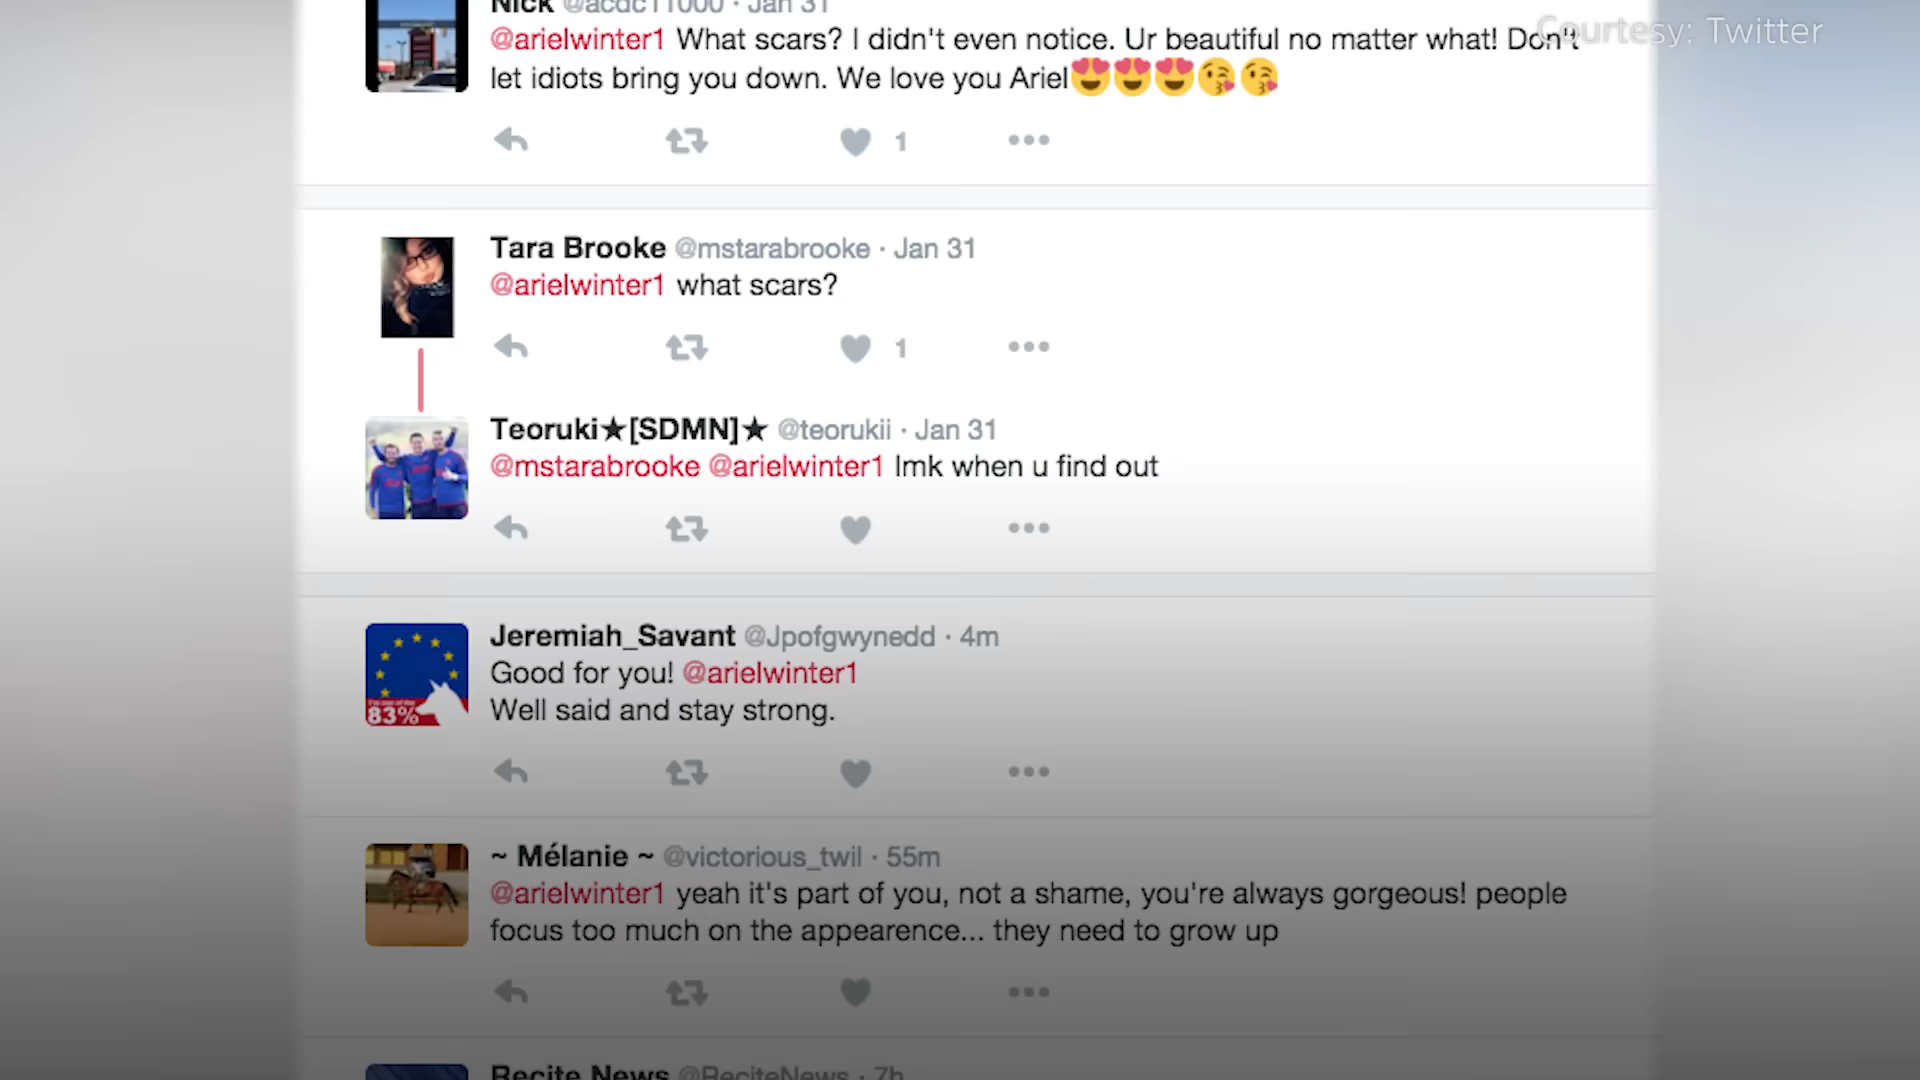 Nick @acdc11000 · Jan 31
Courtesy: Twitter
@arielwinter1 What scars? I didn't even notice. Ur beautiful no matter what! Don't
let idiots bring you down. We love you Ariel😍😍😍😘😘
1
Tara Brooke @mstarabrooke · Jan 31
@arielwinter1 what scars?
1
Teoruki★[SDMN]★ @teorukii · Jan 31
@mstarabrooke @arielwinter1 lmk when u find out
Jeremiah_Savant @Jpofgwynedd · 4m
Good for you! @arielwinter1
Well said and stay strong.
83%
~ Mélanie ~ @victorious_twil · 55m
@arielwinter1 yeah it's part of you, not a shame, you're always gorgeous! people
focus too much on the appearence... they need to grow up
Recite News @ReciteNews · 7h